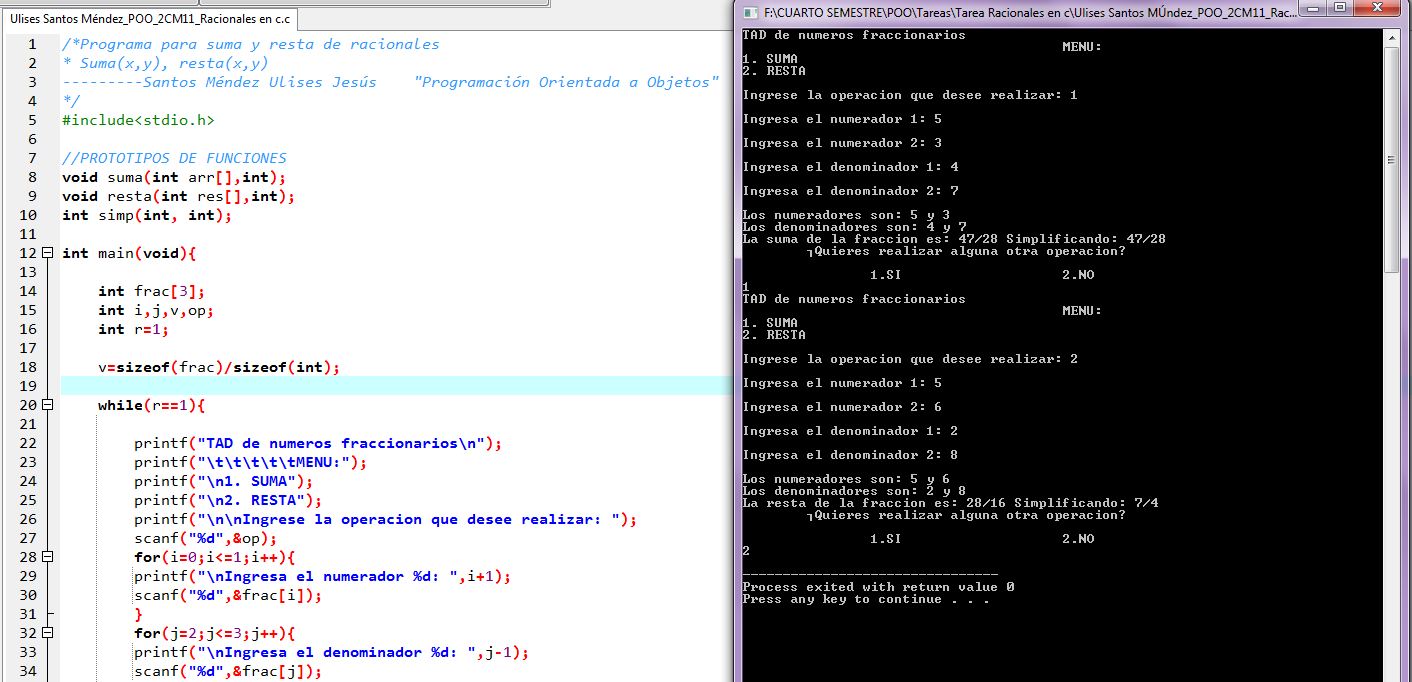 Ulises Santos Méndez_POO_2CM11_Racionales en c.c
1 /*Programa para suma y resta de racionales
2 * Suma(x,y), resta(x,y)
3 ---------Santos Méndez Ulises Jesús    "Programación Orientada a Objetos"
4 */
5 #include<stdio.h>
6
7 //PROTOTIPOS DE FUNCIONES
8 void suma(int arr[],int);
9 void resta(int res[],int);
10 int simp(int, int);
11
12 int main(void){
13
14 int frac[3];
15 int i,j,v,op;
16 int r=1;
17
18 v=sizeof(frac)/sizeof(int);
19
20 while(r==1){
21
22 printf("TAD de numeros fraccionarios\n");
23 printf("\t\t\t\t\tMENU:");
24 printf("\n1. SUMA");
25 printf("\n2. RESTA");
26 printf("\n\nIngrese la operacion que desee realizar: ");
27 scanf("%d",&op);
28 for(i=0;i<=1;i++){
29 printf("\nIngresa el numerador %d: ",i+1);
30 scanf("%d",&frac[i]);
31 }
32 for(j=2;j<=3;j++){
33 printf("\nIngresa el denominador %d: ",j-1);
34 scanf("%d",&frac[j]);
F:\CUARTO SEMESTRE\POO\Tareas\Tarea Racionales en c\Ulises Santos MÚndez_POO_2CM11_Rac...
TAD de numeros fraccionarios
MENU:
1. SUMA
2. RESTA
Ingrese la operacion que desee realizar: 1
Ingresa el numerador 1: 5
Ingresa el numerador 2: 3
Ingresa el denominador 1: 4
Ingresa el denominador 2: 7
Los numeradores son: 5 y 3
Los denominadores son: 4 y 7
La suma de la fraccion es: 47/28 Simplificando: 47/28
┐Quieres realizar alguna otra operacion?
1.SI 2.NO
1
TAD de numeros fraccionarios
MENU:
1. SUMA
2. RESTA
Ingrese la operacion que desee realizar: 2
Ingresa el numerador 1: 5
Ingresa el numerador 2: 6
Ingresa el denominador 1: 2
Ingresa el denominador 2: 8
Los numeradores son: 5 y 6
Los denominadores son: 2 y 8
La resta de la fraccion es: 28/16 Simplificando: 7/4
┐Quieres realizar alguna otra operacion?
1.SI 2.NO
2
--------------------------------
Process exited with return value 0
Press any key to continue . . .